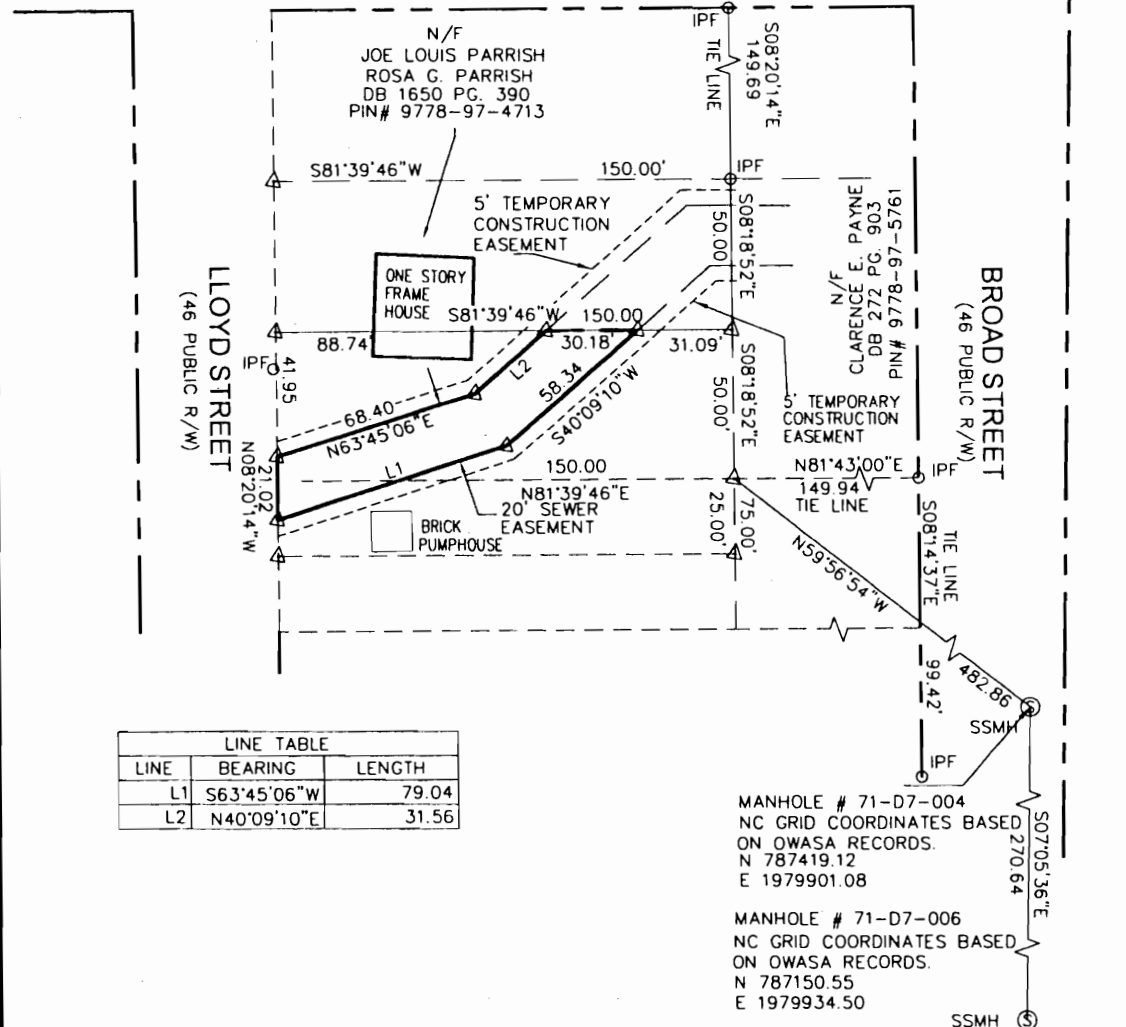 N/F
JOE LOUIS PARRISH
ROSA G. PARRISH
DB 1650 PG. 390
PIN# 9778-97-4713
IPF
S08°20'14"E
149.69
TIE LINE
S81°39'46"W
150.00'
IPF
5' TEMPORARY
CONSTRUCTION
EASEMENT
S08°18'52"E
50.00'
N/F
CLARENCE E. PAYNE
DB 272 PG. 903
PIN# 9778-97-5761
LLOYD STREET
(46 PUBLIC R/W)
BROAD STREET
(46 PUBLIC R/W)
ONE STORY
FRAME
HOUSE
S81°39'46"W
150.00
88.74'
30.18'
31.09'
IPF
41.95
L2
58.34
S40°09'10"W
S08°18'52"E
50.00'
5' TEMPORARY
CONSTRUCTION
EASEMENT
68.40
N63°45'06"E
L1
21.02
N08°20'14"W
150.00
N81°39'46"E
20' SEWER
EASEMENT
BRICK
PUMPHOUSE
N81°43'00"E
149.94
TIE LINE
IPF
75.00'
25.00'
N59°56'54"W
482.86
TIE LINE
S08°14'37"E
99.42'
IPF
SSMH
LINE TABLE
LINE BEARING LENGTH
L1 S63°45'06"W 79.04
L2 N40°09'10"E 31.56
MANHOLE # 71-D7-004
NC GRID COORDINATES BASED
ON OWASA RECORDS.
N 787419.12
E 1979901.08
S07°05'36"E
270.64
MANHOLE # 71-D7-006
NC GRID COORDINATES BASED
ON OWASA RECORDS.
N 787150.55
E 1979934.50
SSMH S